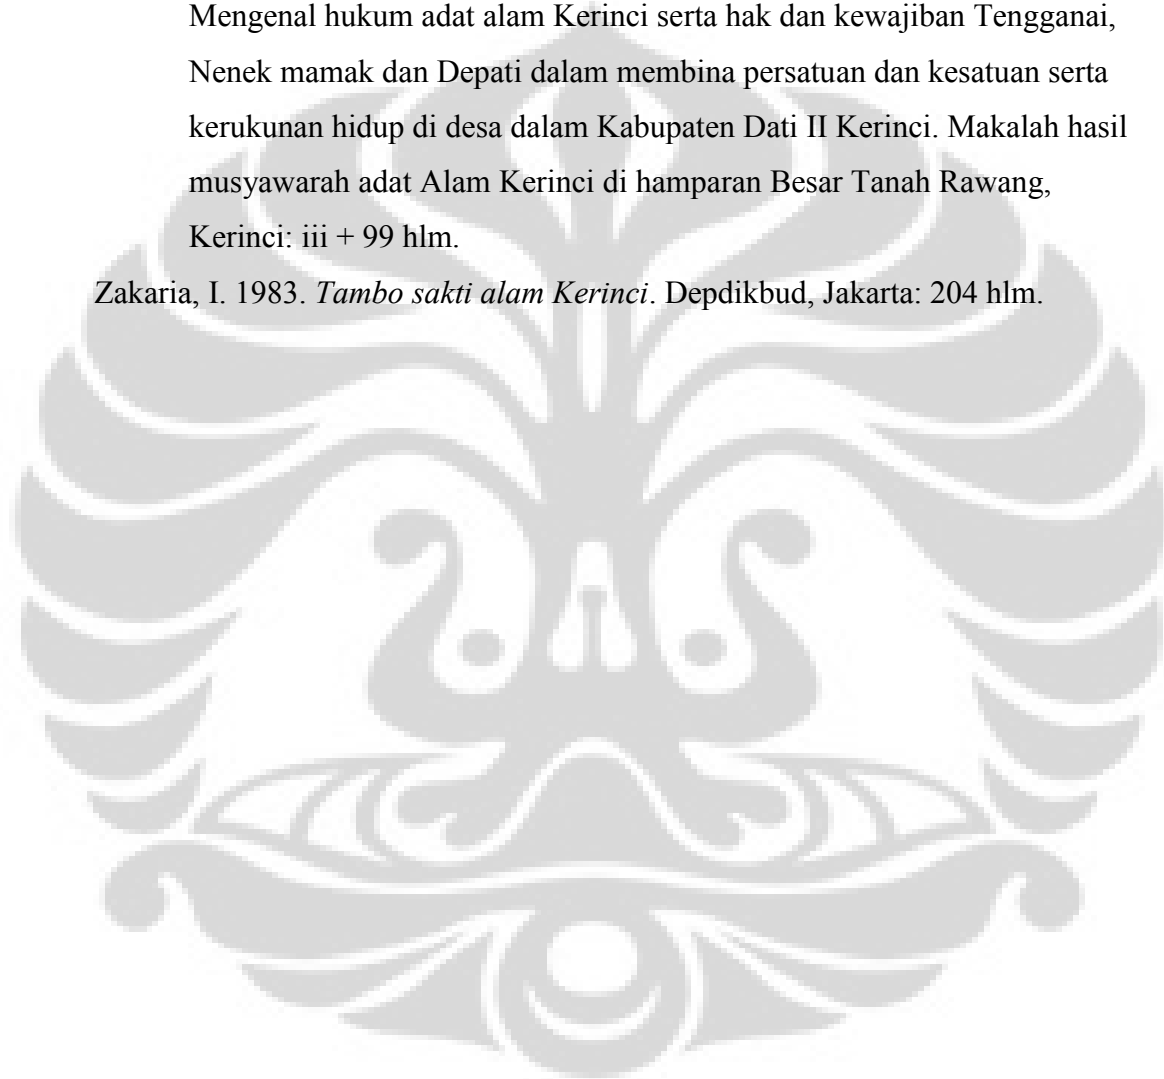 Mengenal hukum adat alam Kerinci serta hak dan kewajiban Tengganai,
Nenek mamak dan Depati dalam membina persatuan dan kesatuan serta
kerukunan hidup di desa dalam Kabupaten Dati II Kerinci. Makalah hasil
musyawarah adat Alam Kerinci di hamparan Besar Tanah Rawang,
Kerinci: iii + 99 hlm.
Zakaria, I. 1983. Tambo sakti alam Kerinci. Depdikbud, Jakarta: 204 hlm.